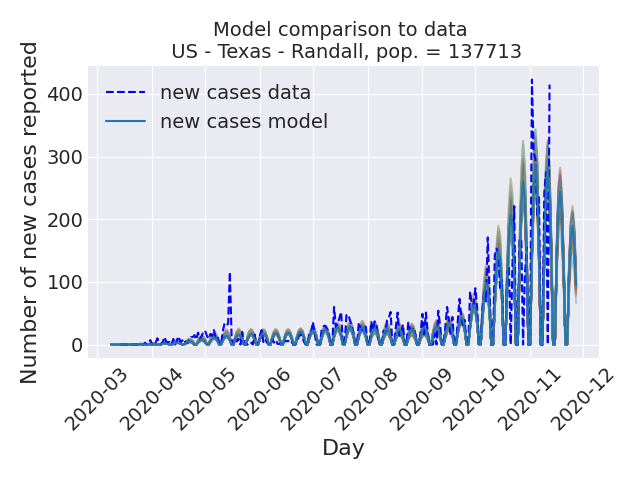 Model comparison to data
US - Texas - Randall, pop. = 137713
Number of new cases reported
400
300
200
100
0
new cases data
new cases model
2020-03
2020-04
2020-05
2020-06
2020-07
2020-08
2020-09
2020-10
2020-11
2020-12
Day